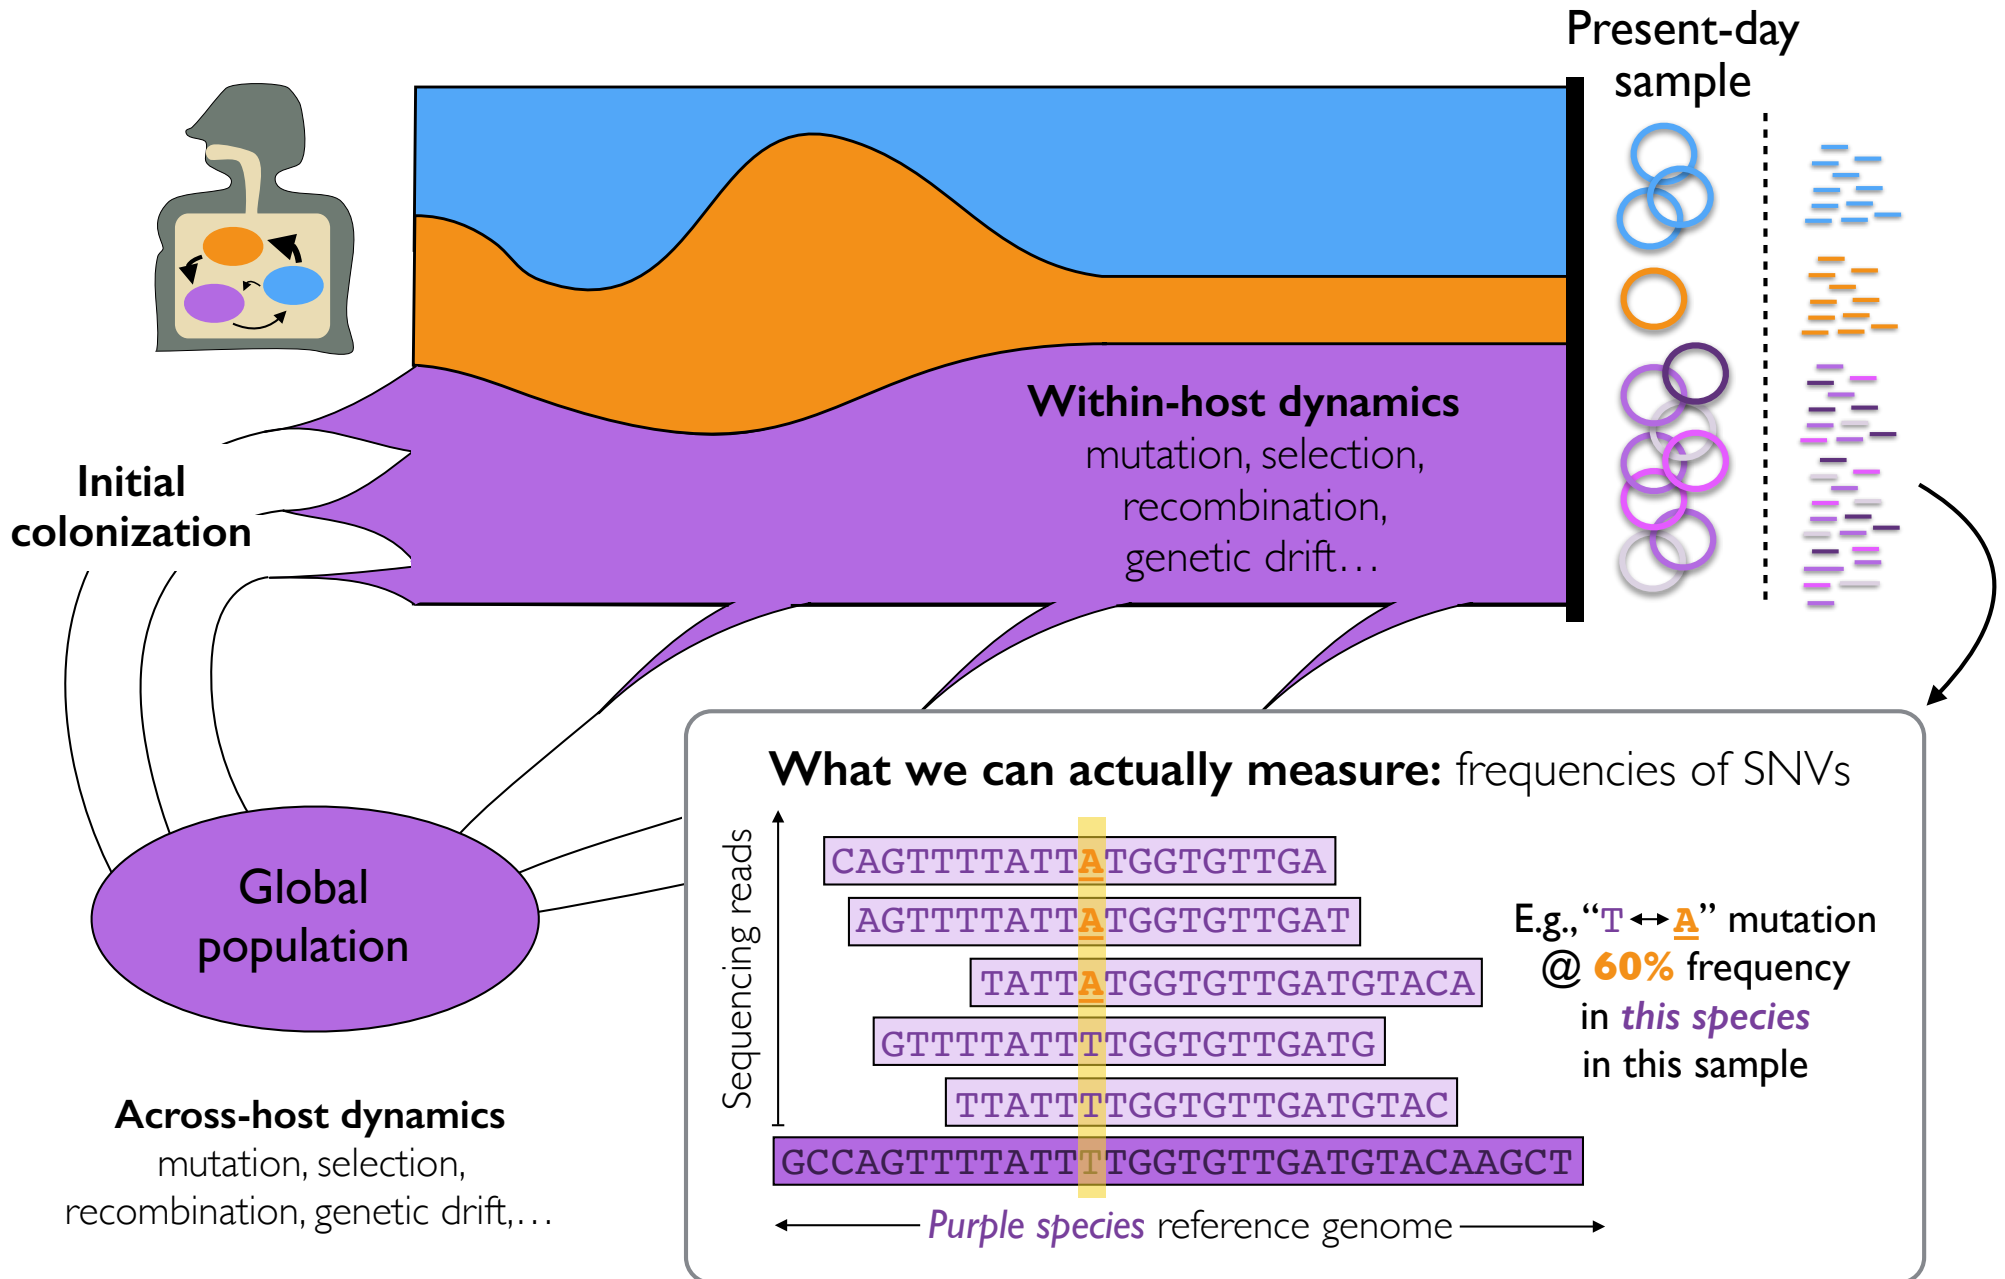 Present-day
sample
Within-host dynamics
mutation, selection,
recombination,
genetic drift…
Initial
colonization
Global
population
Across-host dynamics
mutation, selection,
recombination, genetic drift,…
What we can actually measure: frequencies of SNVs
Sequencing reads
CAGTTTTATTATGGTGTTGA
AGTTTTATTATGGTGTTGAT
TATTATGGTGTTGATGTACA
GTTTTATTTTGGTGTTGATG
TTATTTTGGTGTTGATGTAC
GCCAGTTTTATTTTGGTGTTGATGTACAAGCT
Purple species reference genome
E.g., “T ↔ A” mutation
@ 60% frequency
in this species
in this sample